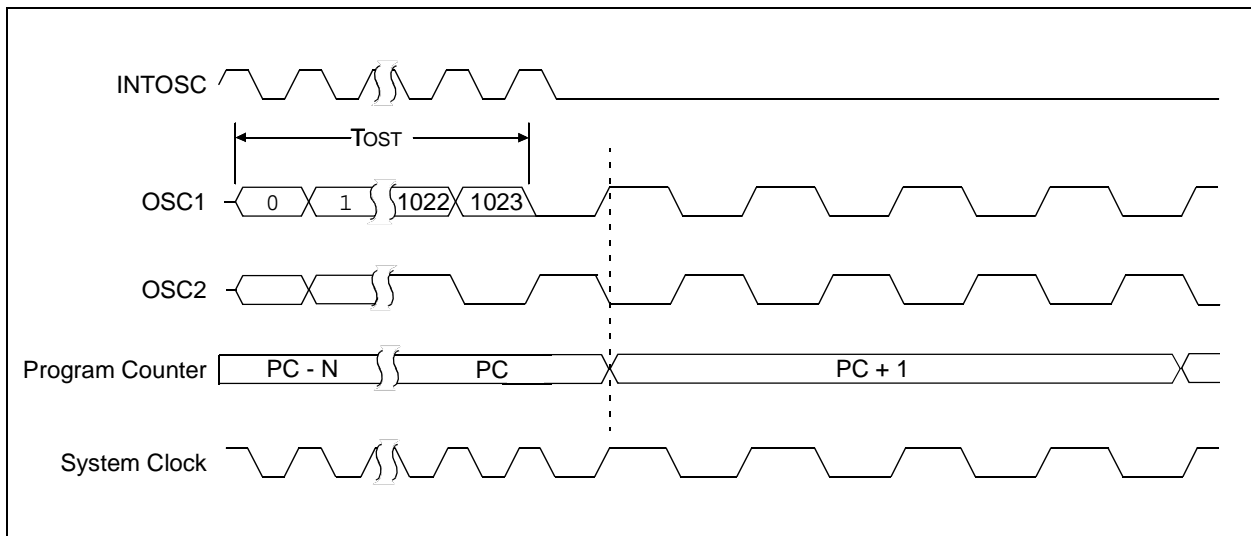 INTOSC
TOST
OSC1
0 1 1022 1023
OSC2
Program Counter
PC - N PC PC + 1
System Clock